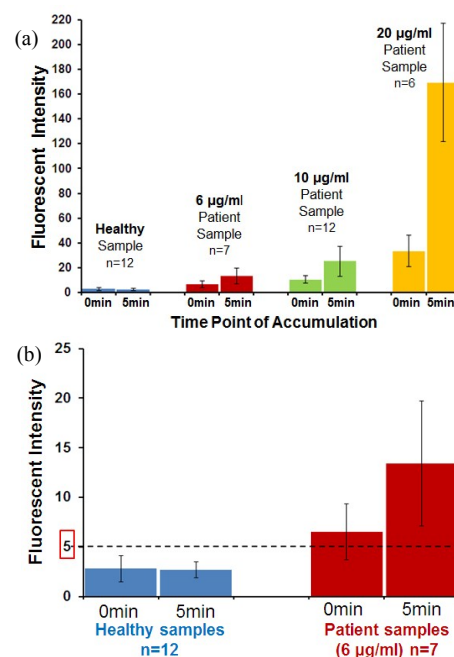 (a)
Fluorescent Intensity
220
200
180
160
140
120
100
80
60
40
20
0
Healthy
Sample
n=12
6 µg/ml
Patient
Sample
n=7
10 µg/ml
Patient
Sample
n=12
20 µg/ml
Patient
Sample
n=6
0min 5min 0min 5min 0min 5min 0min 5min
Time Point of Accumulation
(b)
Fluorescent Intensity
25
20
15
10
5
0
0min 5min 0min 5min
Healthy samples
n=12
Patient samples
(6 µg/ml) n=7